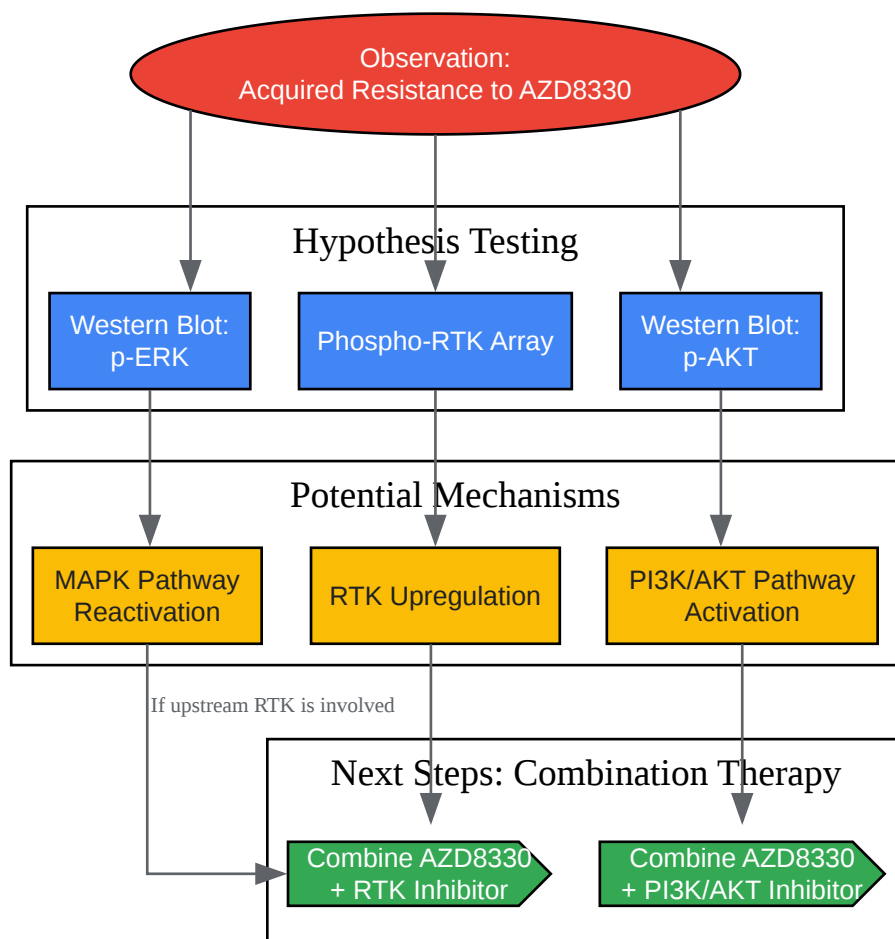 Observation:
Acquired Resistance to AZD8330
Hypothesis Testing
Western Blot:
p-ERK
Phospho-RTK Array
Western Blot:
p-AKT
Potential Mechanisms
MAPK Pathway
Reactivation
RTK Upregulation
PI3K/AKT Pathway
Activation
If upstream RTK is involved
Next Steps: Combination Therapy
Combine AZD8330
+ RTK Inhibitor
Combine AZD8330
+ PI3K/AKT Inhibitor